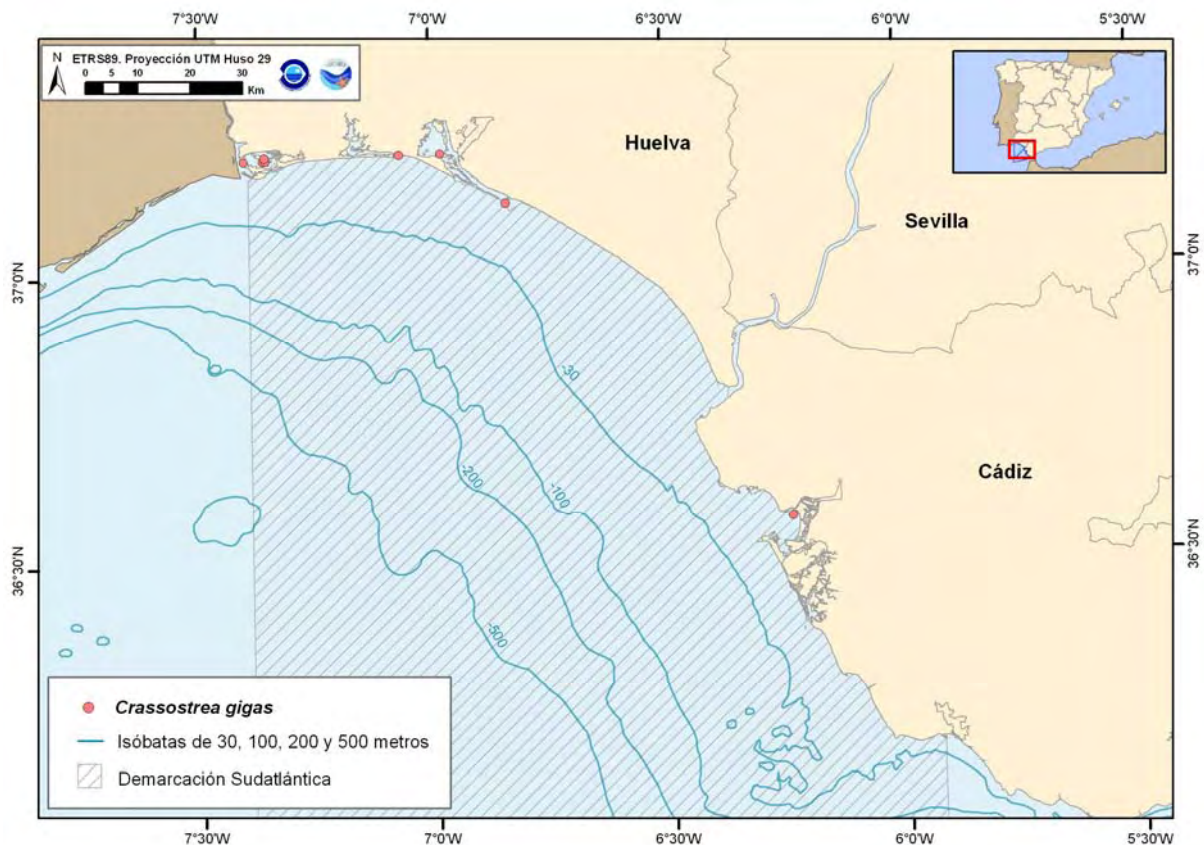 7°30'W 7°0'W 6°30'W 6°0'W 5°30'W
N ETRS89. Proyección UTM Huso 29
0 5 10 20 30
Km
Huelva
Sevilla
37°0'N
37°0'N
-30
-100
-200
Cádiz
36°30'N
36°30'N
-500
Crassostrea gigas
Isóbatas de 30, 100, 200 y 500 metros
Demarcación Sudatlántica
7°30'W 7°0'W 6°30'W 6°0'W 5°30'W